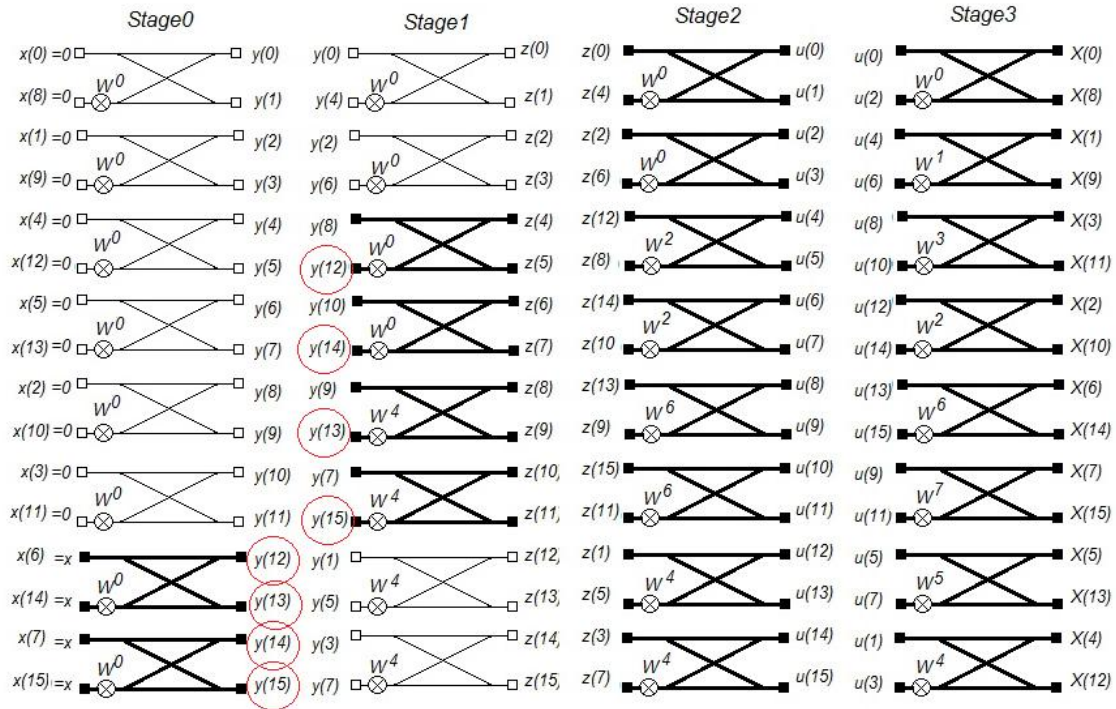 Stage0 Stage1 Stage2 Stage3
x(0) =0 y(0) y(0) z(0) z(0) u(0) u(0) X(0)
W⁰ W⁰ W⁰ W⁰
x(8) =0 y(1) y(4) z(1) z(4) u(1) u(2) X(8)
x(1) =0 y(2) y(2) z(2) z(2) u(2) u(4) X(1)
W⁰ W⁰ W⁰ W¹
x(9) =0 y(3) y(6) z(3) z(6) u(3) u(6) X(9)
x(4) =0 y(4) y(8) z(4) z(12) u(4) u(8) X(3)
W⁰ W⁰ W² W³
x(12) =0 y(5) y(12) z(5) z(8) u(5) u(10) X(11)
x(5) =0 y(6) y(10) z(6) z(14) u(6) u(12) X(2)
W⁰ W⁰ W² W²
x(13) =0 y(7) y(14) z(7) z(10 u(7) u(14) X(10)
x(2) =0 y(8) y(9) z(8) z(13) u(8) u(13) X(6)
W⁰ W⁴ W⁶ W⁶
x(10) =0 y(9) y(13) z(9) z(9) u(9) u(15) X(14)
x(3) =0 y(10) y(7) z(10) z(15) u(10) u(9) X(7)
W⁰ W⁴ W⁶ W⁷
x(11) =0 y(11) y(15) z(11) z(11) u(11) u(11) X(15)
x(6) =x y(12) y(1) z(12) z(1) u(12) u(5) X(5)
W⁰ W⁴ W⁴ W⁵
x(14) =x y(13) y(5) z(13) z(5) u(13) u(7) X(13)
x(7) =x y(14) y(3) z(14) z(3) u(14) u(1) X(4)
W⁰ W⁴ W⁴ W⁴
x(15) =x y(15) y(7) z(15) z(7) u(15) u(3) X(12)